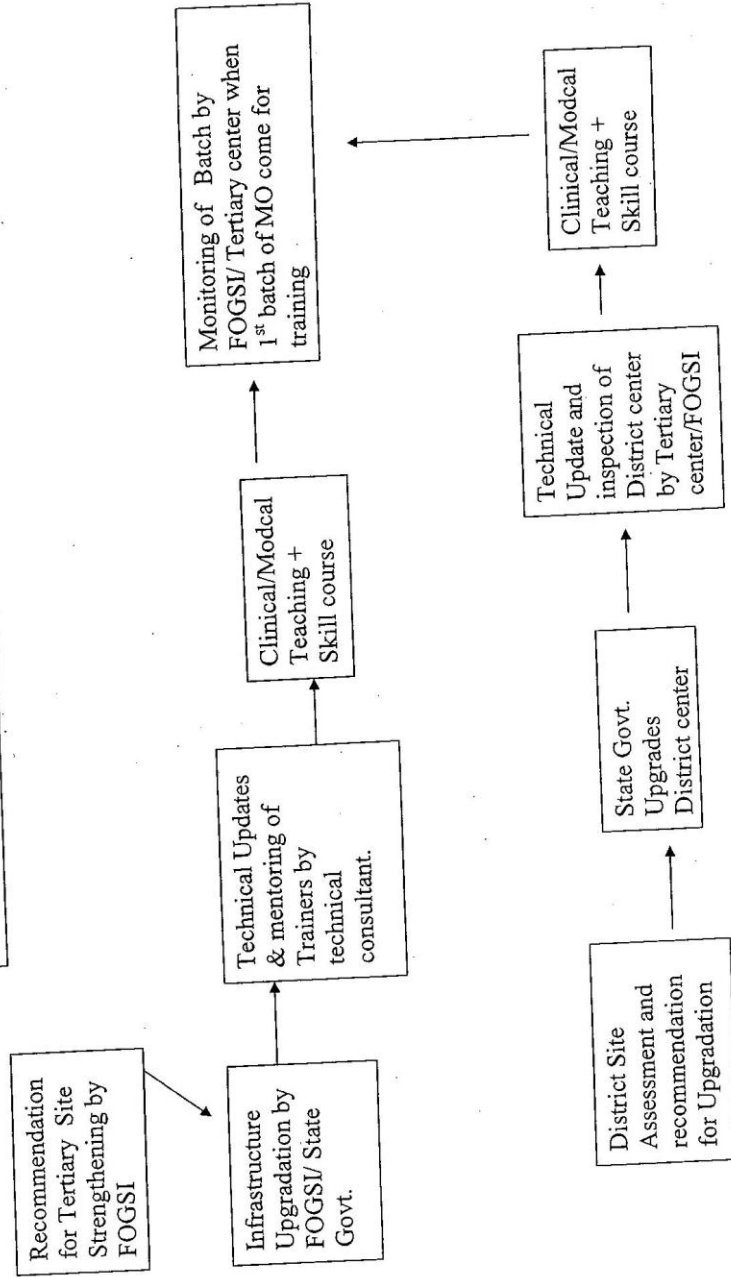 Recommendation
for Tertiary Site
Strengthening by
FOGSI
Infrastructure
Upgradation by
FOGSI/ State
Govt.
Technical Updates
& mentoring of
Trainers by
technical
consultant.
Clinical/Modcal
Teaching +
Skill course
Monitoring of Batch by
FOGSI/ Tertiary center when
1st batch of MO come for
training
District Site
Assessment and
recommendation
for Upgradation
State Govt.
Upgrades
District center
Technical
Update and
inspection of
District center
by Tertiary
center/FOGSI
Clinical/Modcal
Teaching +
Skill course